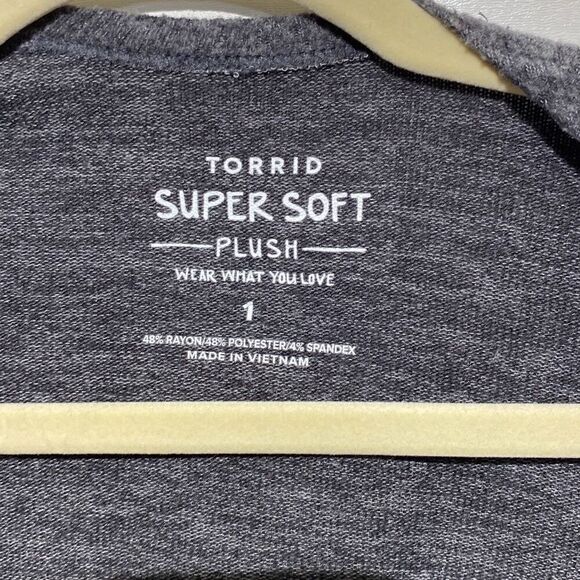 TORRID
SUPER SOFT
PLUSH
WEAR WHAT YOU LOVE
1
48% RAYON/48% POLYESTER/4% SPANDEX
MADE IN VIETNAM